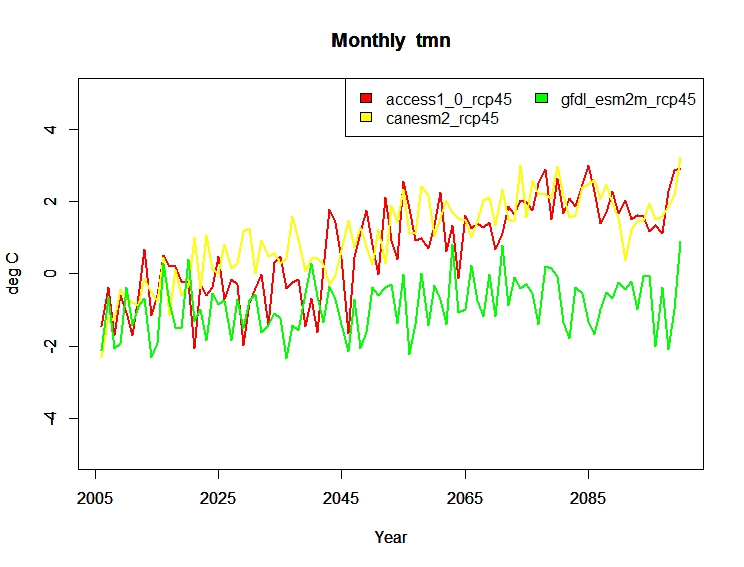 Monthly tmn
access1_0_rcp45 gfdl_esm2m_rcp45
canesm2_rcp45
4
2
0
-2
-4
deg C
2005 2025 2045 2065 2085
Year